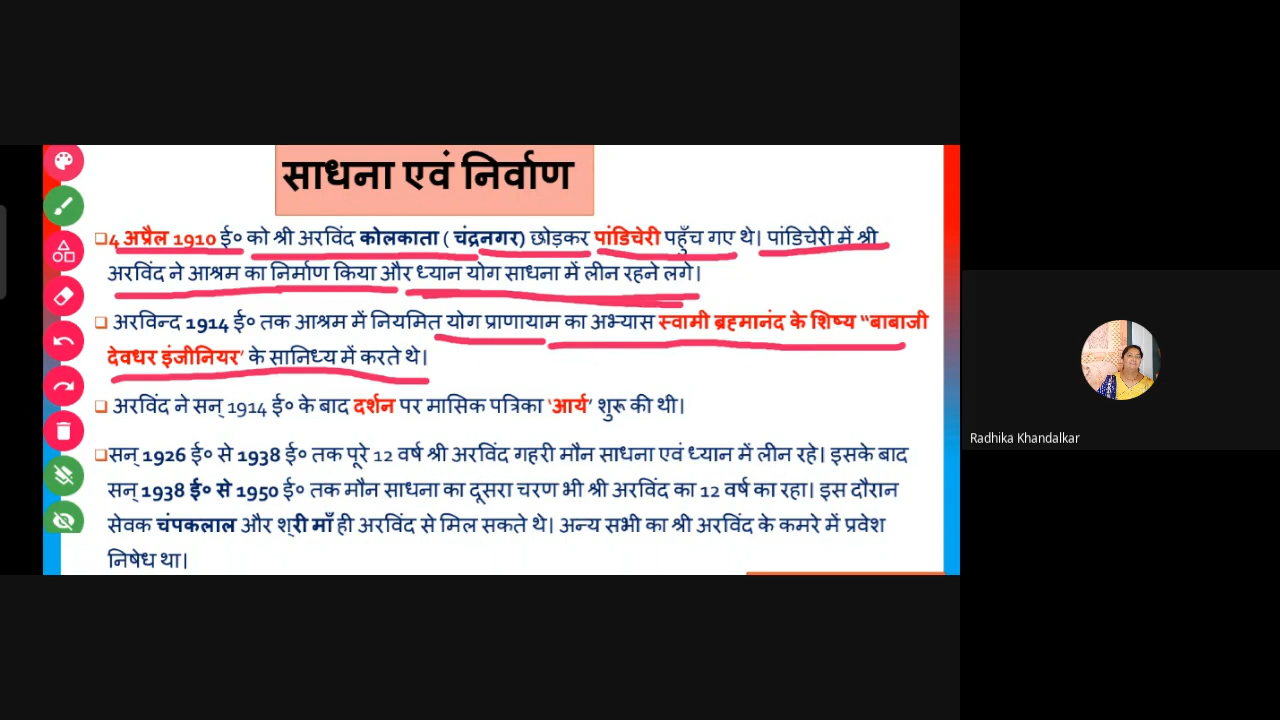 साधना एवं निर्वाण
4 अप्रैल 1910 ई० को श्री अरविंद कोलकाता ( चंद्रनगर) छोड़कर पांडिचेरी पहुँच गए थे। पांडिचेरी में श्री
अरविंद ने आश्रम का निर्माण किया और ध्यान योग साधना में लीन रहने लगे।
अरविन्द 1914 ई० तक आश्रम में नियमित योग प्राणायाम का अभ्यास स्वामी ब्रह्मानंद के शिष्य “बाबाजी
देवधर इंजीनियर’ के सानिध्य में करते थे।
अरविंद ने सन् 1914 ई० के बाद दर्शन पर मासिक पत्रिका ‘आर्य’ शुरू की थी।
सन् 1926 ई० से 1938 ई० तक पूरे 12 वर्ष श्री अरविंद गहरी मौन साधना एवं ध्यान में लीन रहे। इसके बाद
सन् 1938 ई० से 1950 ई० तक मौन साधना का दूसरा चरण भी श्री अरविंद का 12 वर्ष का रहा। इस दौरान
सेवक चंपकलाल और श्री माँ ही अरविंद से मिल सकते थे। अन्य सभी का श्री अरविंद के कमरे में प्रवेश
निषेध था।
Radhika Khandalkar